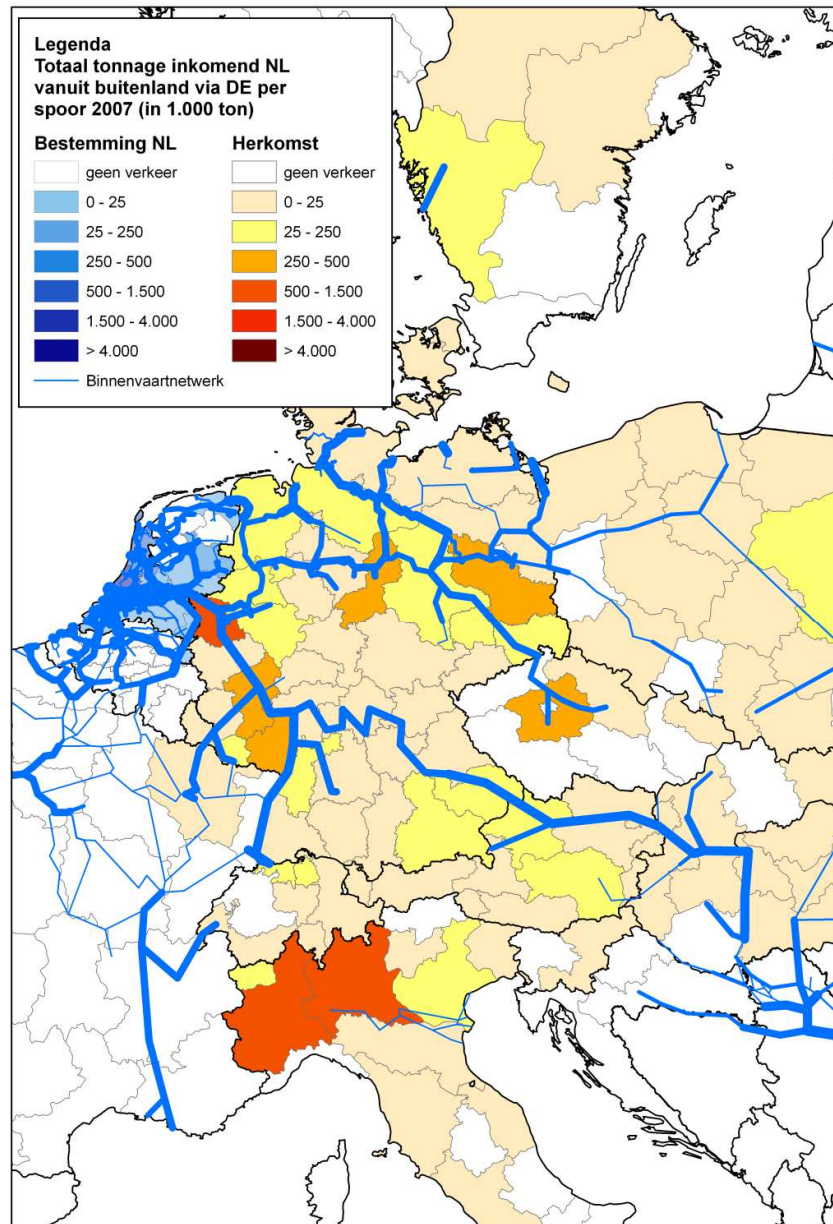 Legenda
Totaal tonnage inkomend NL
vanuit buitenland via DE per
spoor 2007 (in 1.000 ton)
Bestemming NL Herkomst
geen verkeer geen verkeer
0 - 25 0 - 25
25 - 250 25 - 250
250 - 500 250 - 500
500 - 1.500 500 - 1.500
1.500 - 4.000 1.500 - 4.000
> 4.000 > 4.000
Binnenvaartnetwerk